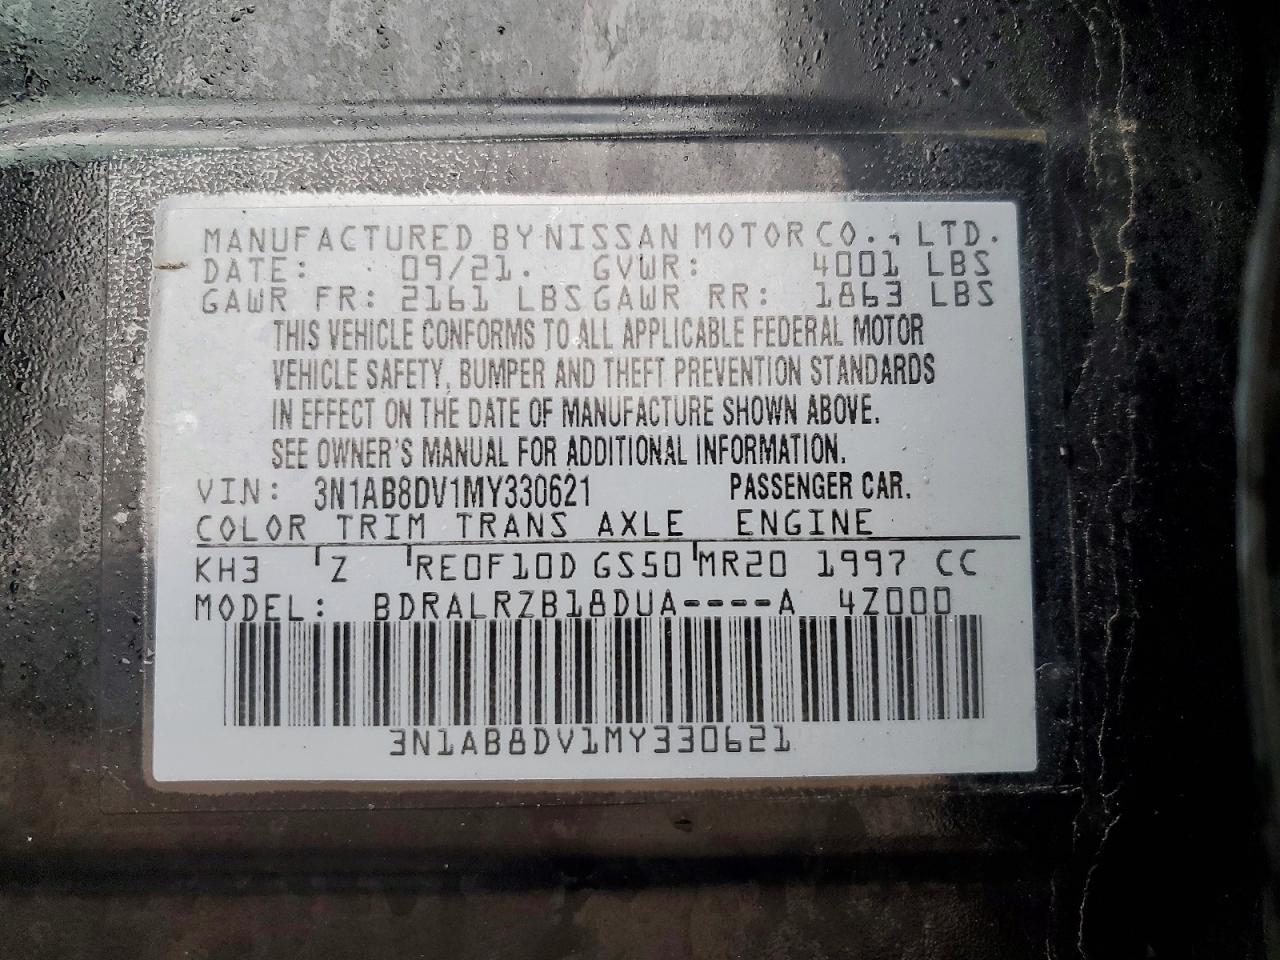 MANUFACTURED BY NISSAN MOTOR CO., LTD.
DATE: 09/21. GVWR: 4001 LBS
GAWR FR: 2161 LBS GAWR RR: 1863 LBS
THIS VEHICLE CONFORMS TO ALL APPLICABLE FEDERAL MOTOR
VEHICLE SAFETY, BUMPER AND THEFT PREVENTION STANDARDS
IN EFFECT ON THE DATE OF MANUFACTURE SHOWN ABOVE.
SEE OWNER'S MANUAL FOR ADDITIONAL INFORMATION.
VIN: 3N1AB8DV1MY330621 PASSENGER CAR.
COLOR TRIM TRANS AXLE ENGINE
KH3 Z RE0F10D GS50 MR20 1997 CC
MODEL: BDRALRZB18DUA----A 4Z000
3N1AB8DV1MY330621